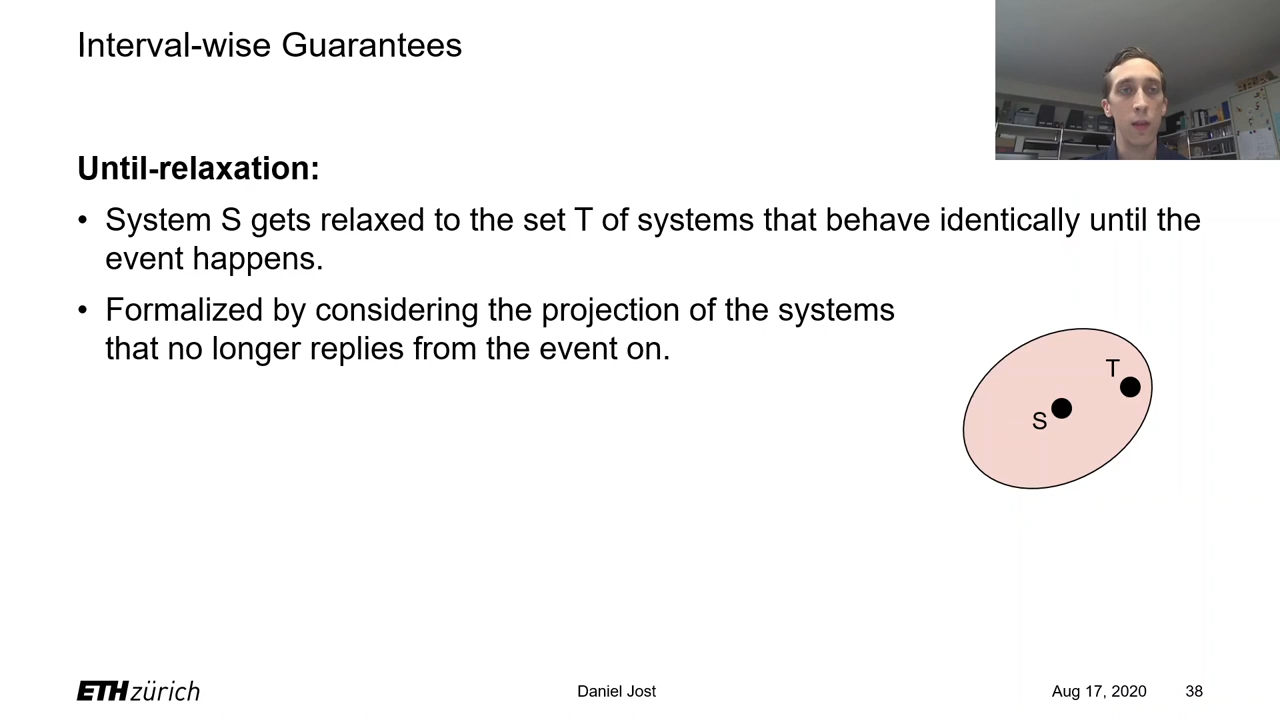 Interval-wise Guarantees
Until-relaxation:
• System S gets relaxed to the set T of systems that behave identically until the
event happens.
• Formalized by considering the projection of the systems
that no longer replies from the event on.
T
S
ETH zürich
Daniel Jost
Aug 17, 2020
38